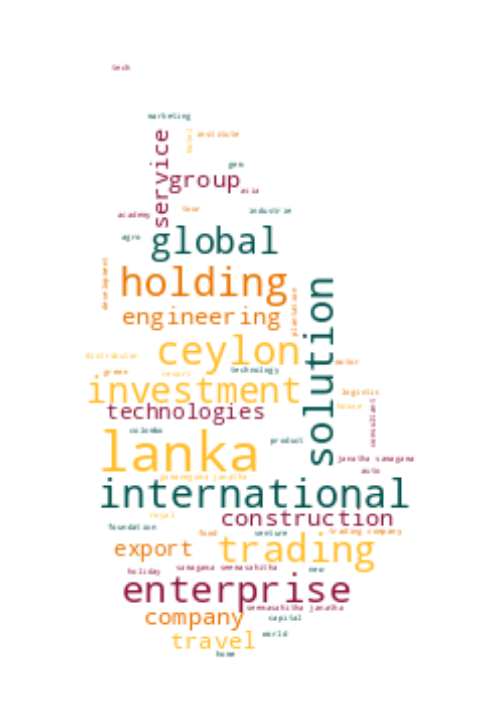 tech
marketing
institute
hotel
service
gem
group
asia
academy
tour
industrie
agro
global
development
holding
plantation
engineering
solution
ceylon
distributor
motor
technology
green
resort
investment
logistic
house
technologies
consultant
colombo
product
lanka
janatha samagama
auto
gammegama janatha
international
royal
construction
foundation
food
venture
trading company
export
trading
holiday
samagama seemasahitha
new
enterprise
seemasahitha janatha
company
capital
travel
world
home